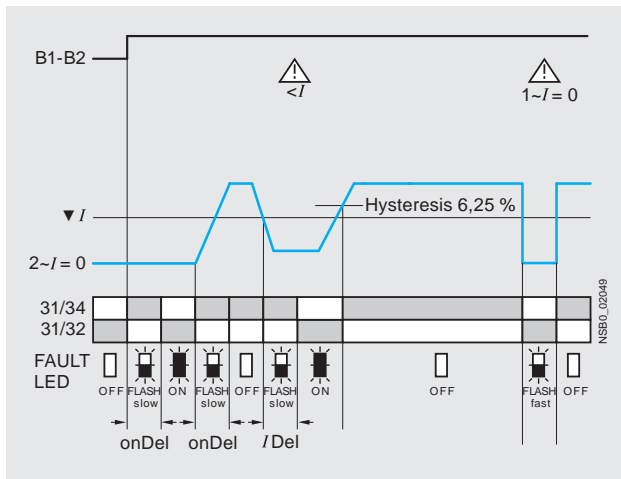 B1-B2
<I
1~I = 0
▼ I
Hysteresis 6,25 %
2~I = 0
NSB0_02049
31/34
31/32
FAULT
LED
OFF FLASH slow ON FLASH slow OFF FLASH slow ON OFF FLASH fast OFF
onDel onDel I Del